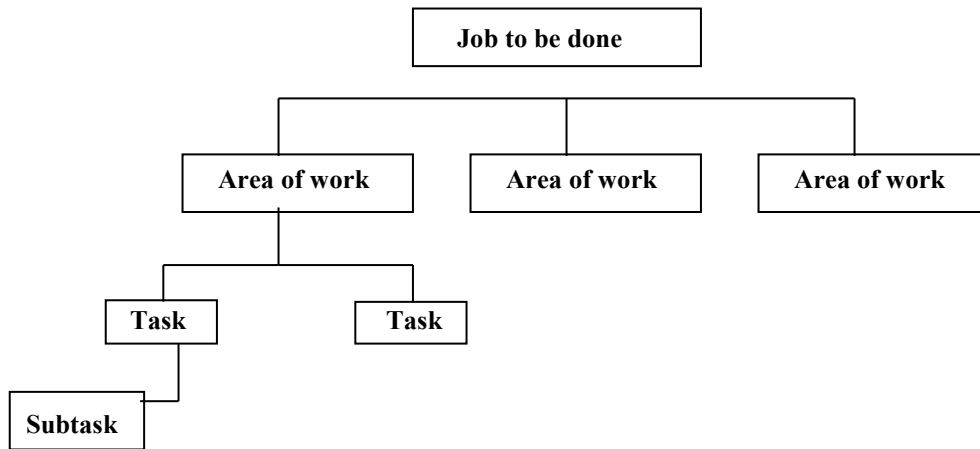 Job to be done
Area of work
Area of work
Area of work
Task
Task
Subtask